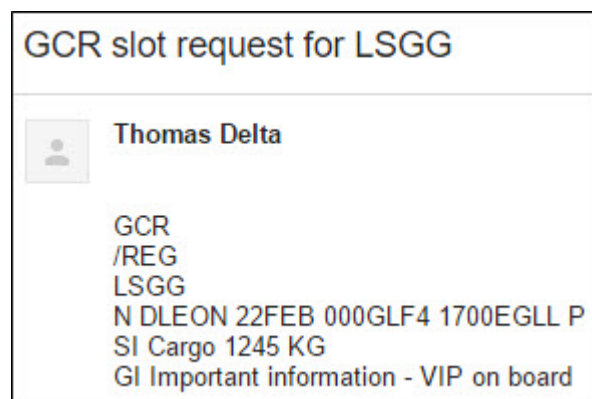 GCR slot request for LSGG
Thomas Delta
GCR
/REG
LSGG
N DLEON 22FEB 000GLF4 1700EGLL P
SI Cargo 1245 KG
GI Important information - VIP on board